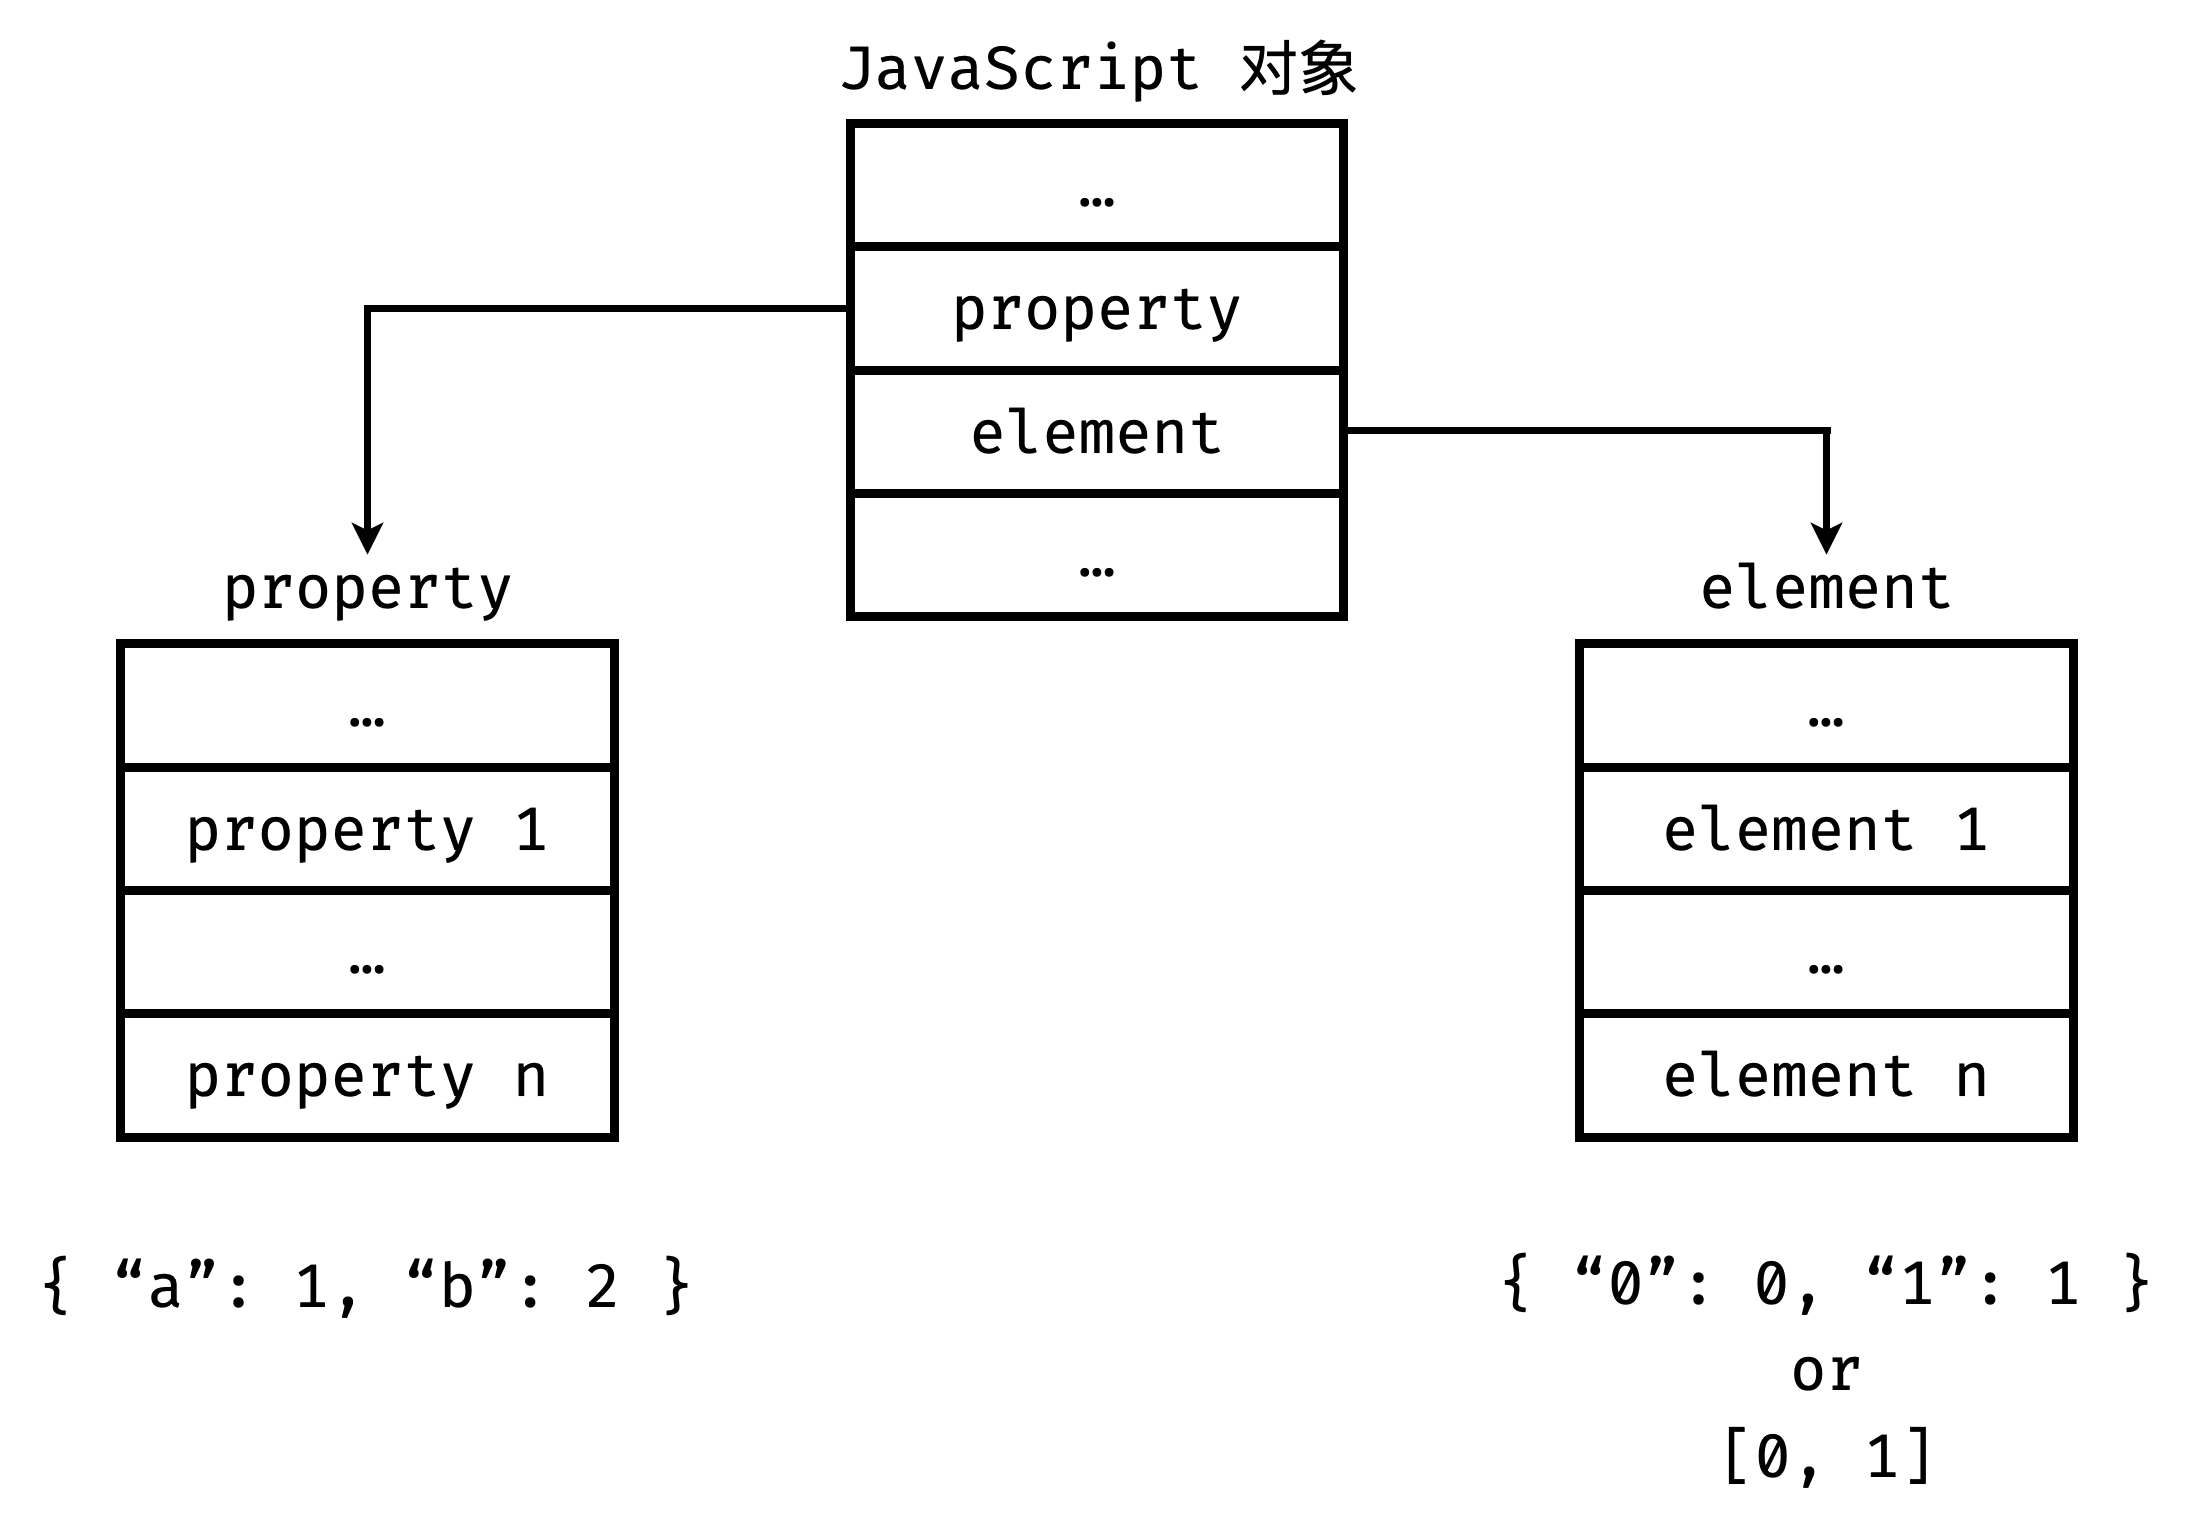 JavaScript 对象
…
property
element
…
property
…
property 1
…
property n
{ “a”: 1, “b”: 2 }
element
…
element 1
…
element n
{ “0”: 0, “1”: 1 }
or
[0, 1]